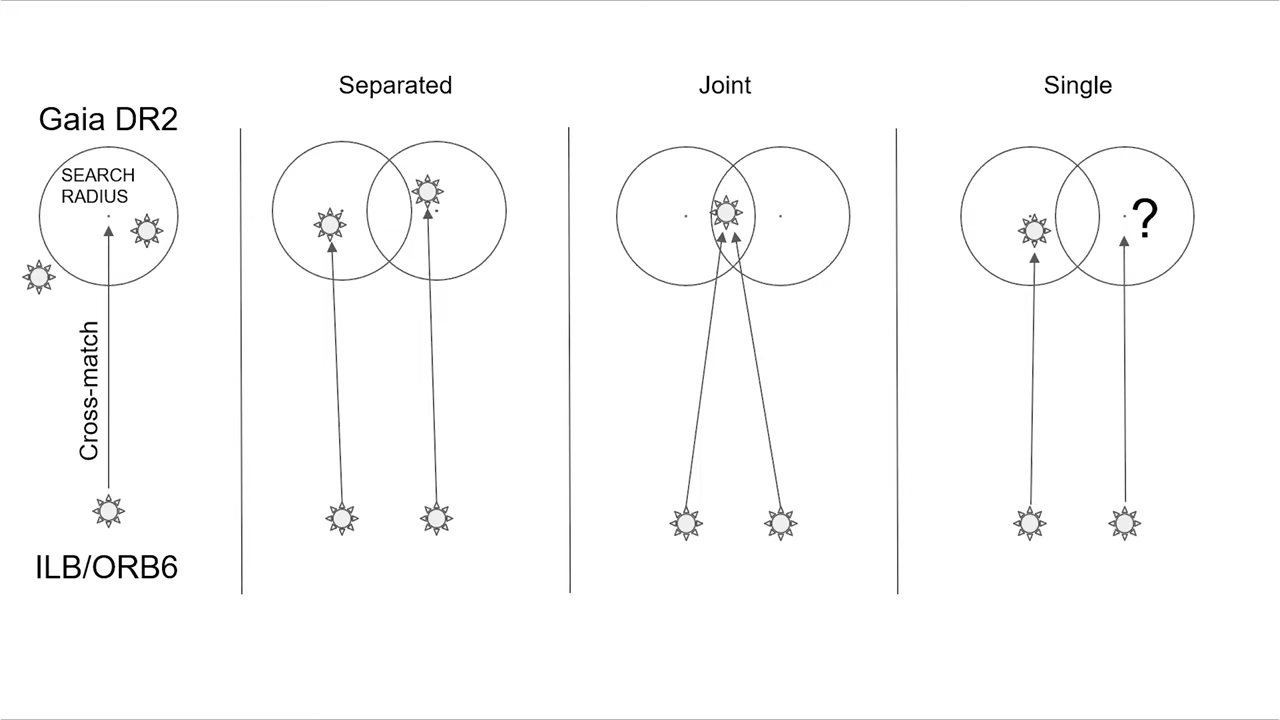 Gaia DR2
SEARCH
RADIUS
Cross-match
ILB/ORB6
Separated
Joint
Single
?